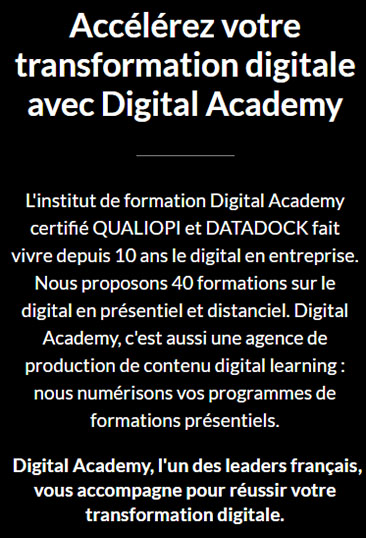 Accélérez votre
transformation digitale
avec Digital Academy
L'institut de formation Digital Academy
certifié QUALIOPI et DATADOCK fait
vivre depuis 10 ans le digital en entreprise.
Nous proposons 40 formations sur le
digital en présentiel et distanciel. Digital
Academy, c'est aussi une agence de
production de contenu digital learning :
nous numérisons vos programmes de
formations présentiels.
Digital Academy, l'un des leaders français,
vous accompagne pour réussir votre
transformation digitale.